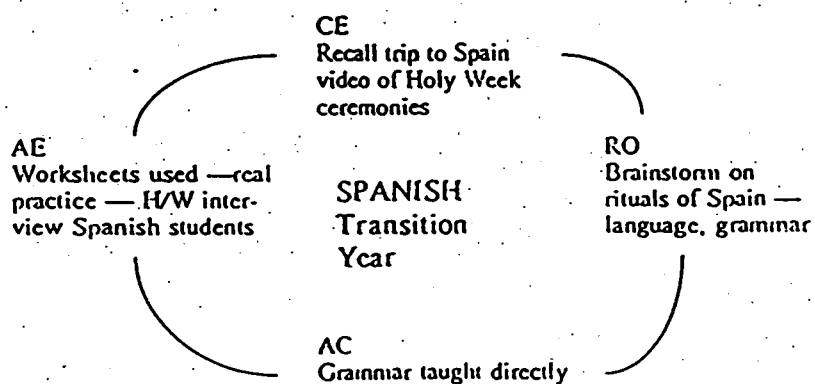 CE
Recall trip to Spain
video of Holy Week
ceremonies
AE
Worksheets used —real
practice — H/W inter-
view Spanish students
SPANISH
Transition
Year
RO
Brainstorm on
rituals of Spain —
language, grammar
AC
Grammar taught directly